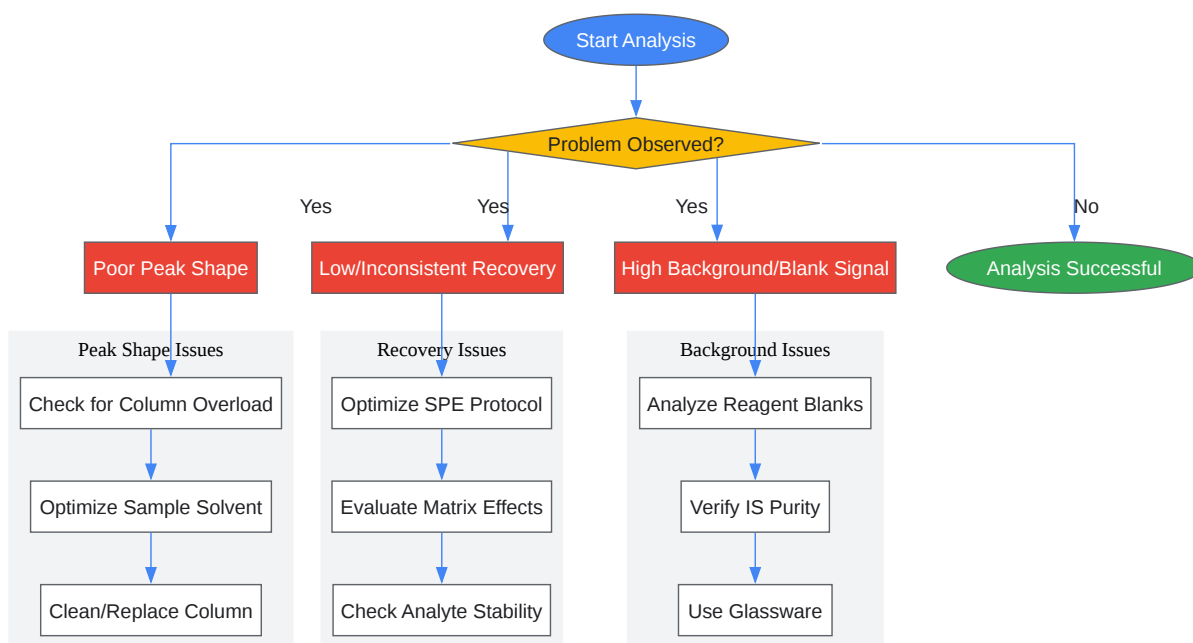 Start Analysis
Problem Observed?
Yes
Yes
Yes
No
Poor Peak Shape
Low/Inconsistent Recovery
High Background/Blank Signal
Analysis Successful
Peak Shape Issues
Recovery Issues
Background Issues
Check for Column Overload
Optimize SPE Protocol
Analyze Reagent Blanks
Optimize Sample Solvent
Evaluate Matrix Effects
Verify IS Purity
Clean/Replace Column
Check Analyte Stability
Use Glassware